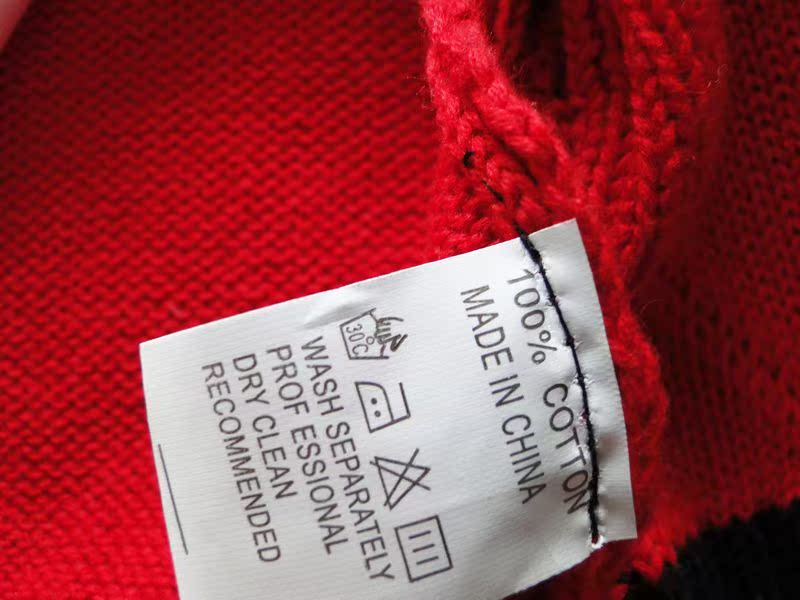 100% COTTON
MADE IN CHINA
30°C
WASH SEPARATELY
PROF ESSIONAL
DRY CLEAN
RECOMMENDED